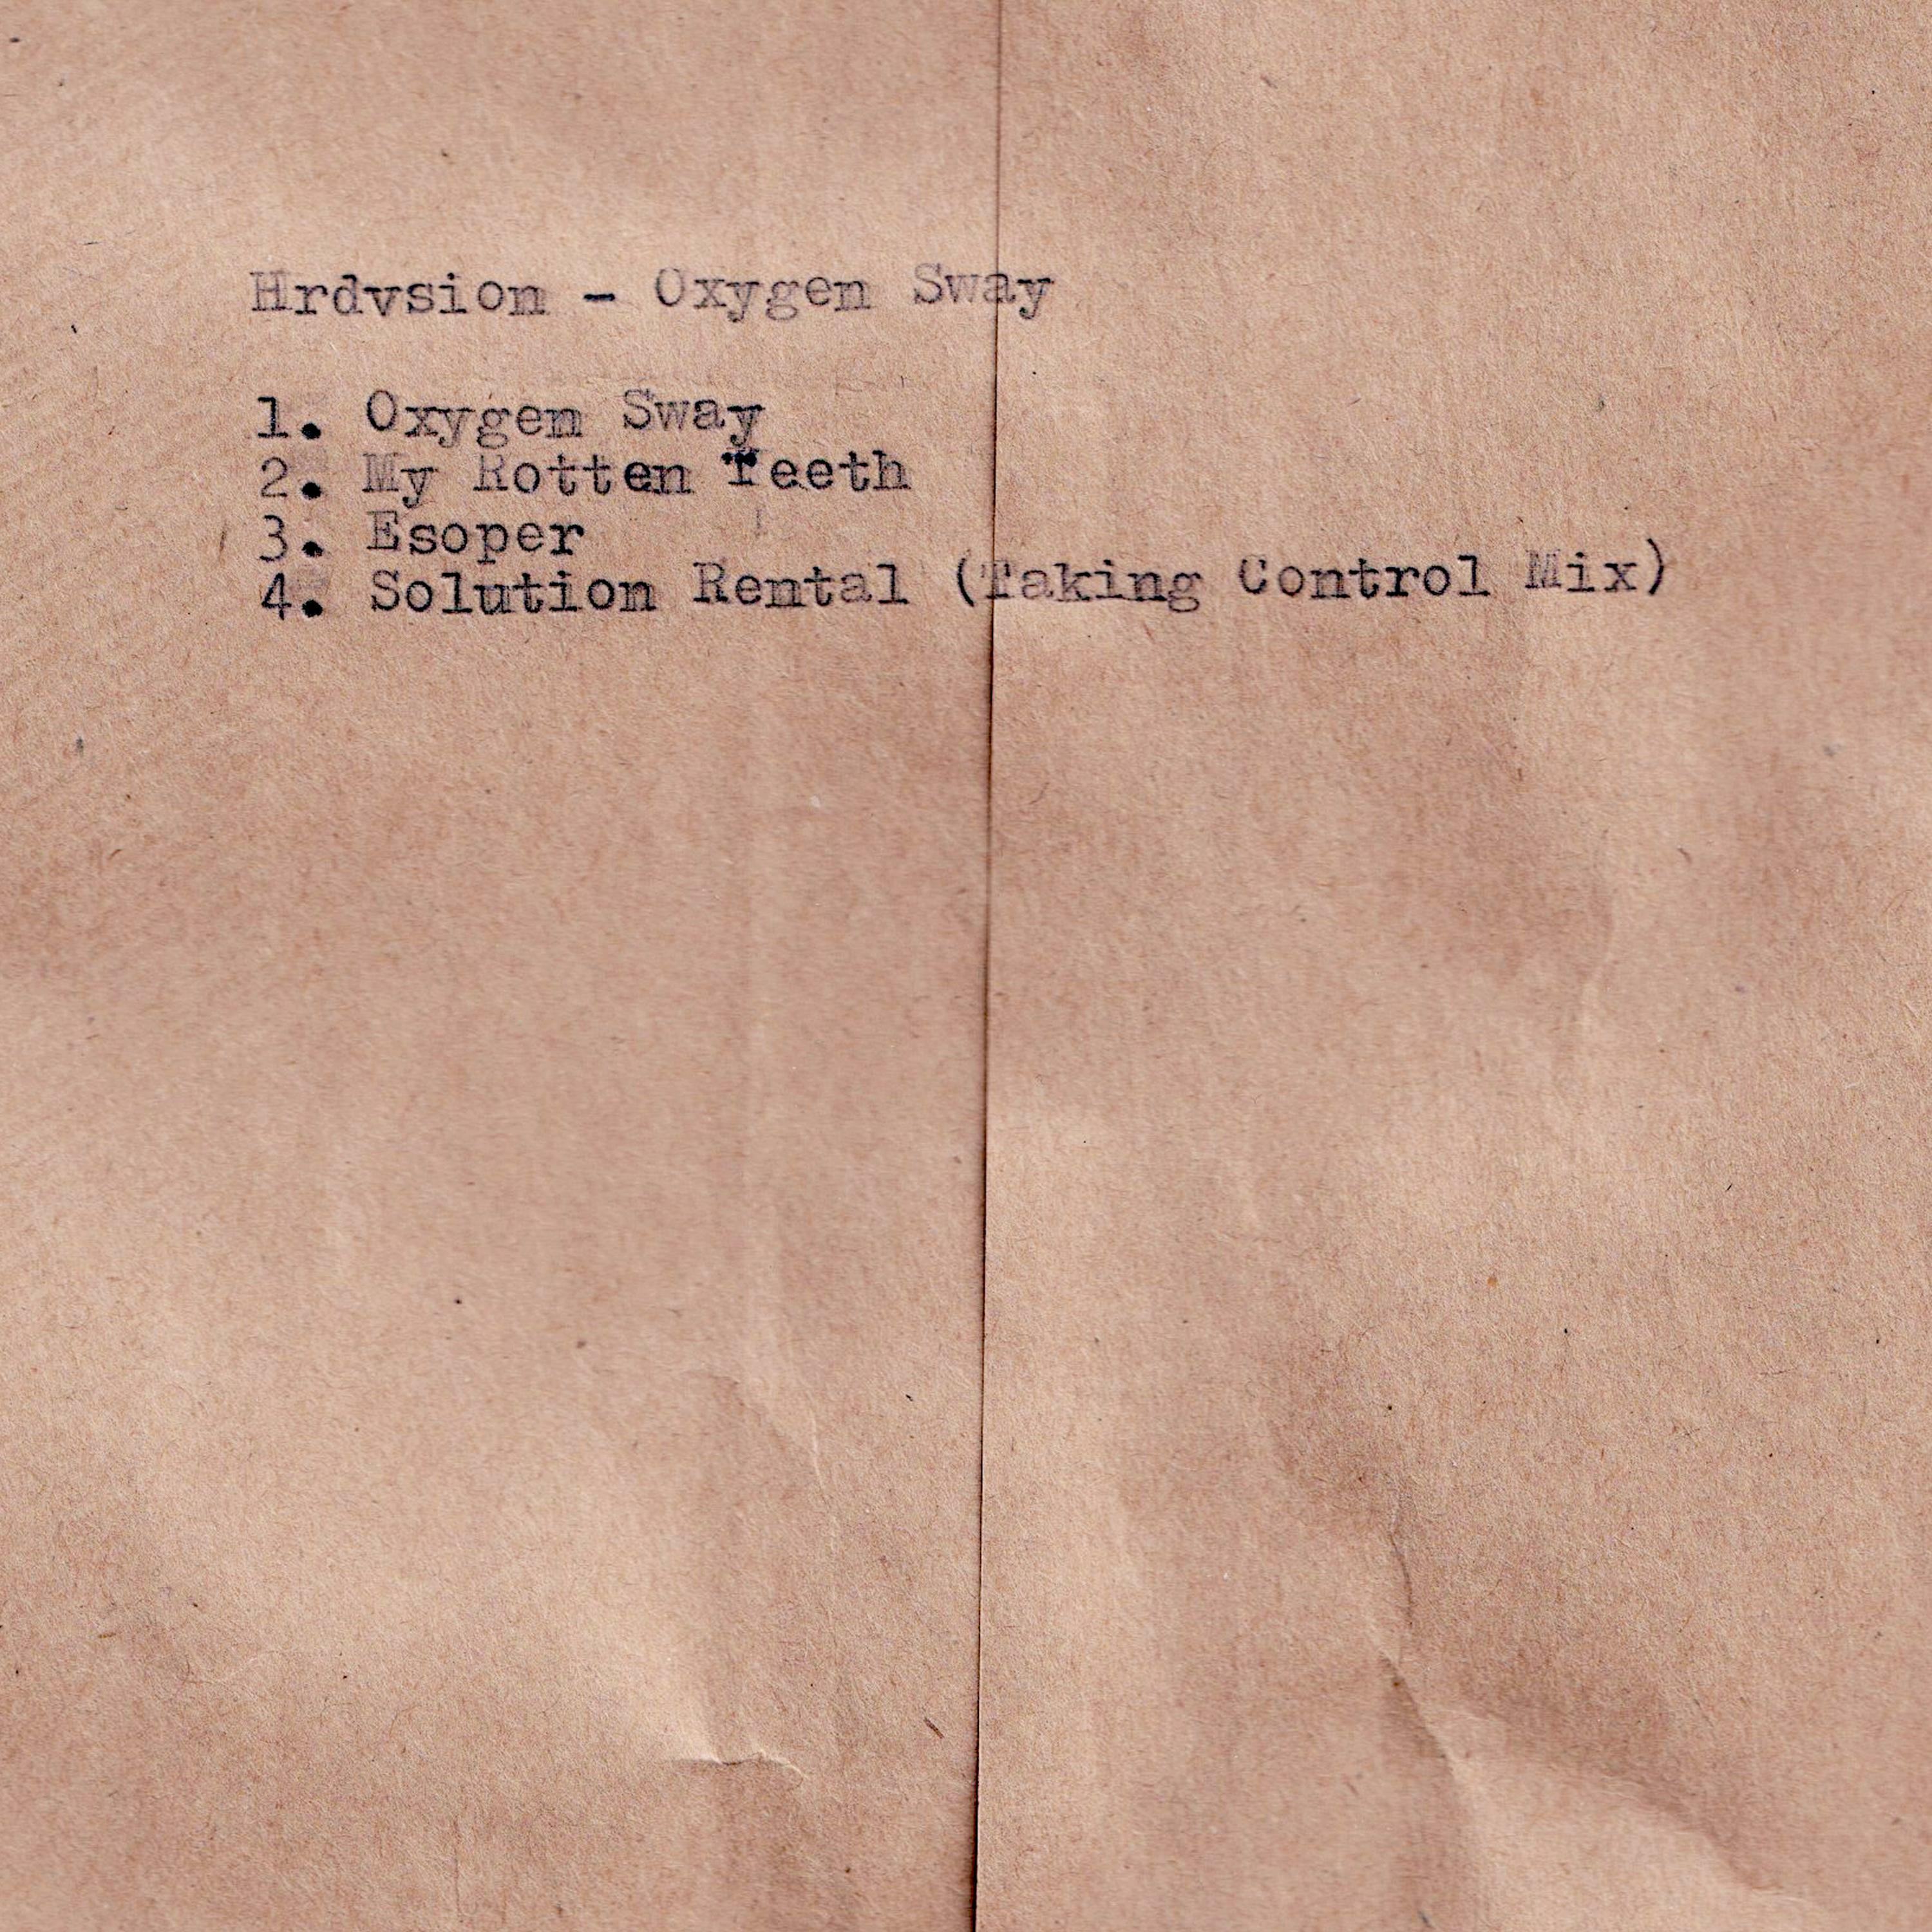 Hrdvsion - Oxygen Sway
1. Oxygen Sway
2. My Rotten Teeth
3. Esoper
4. Solution Rental (Taking Control Mix)